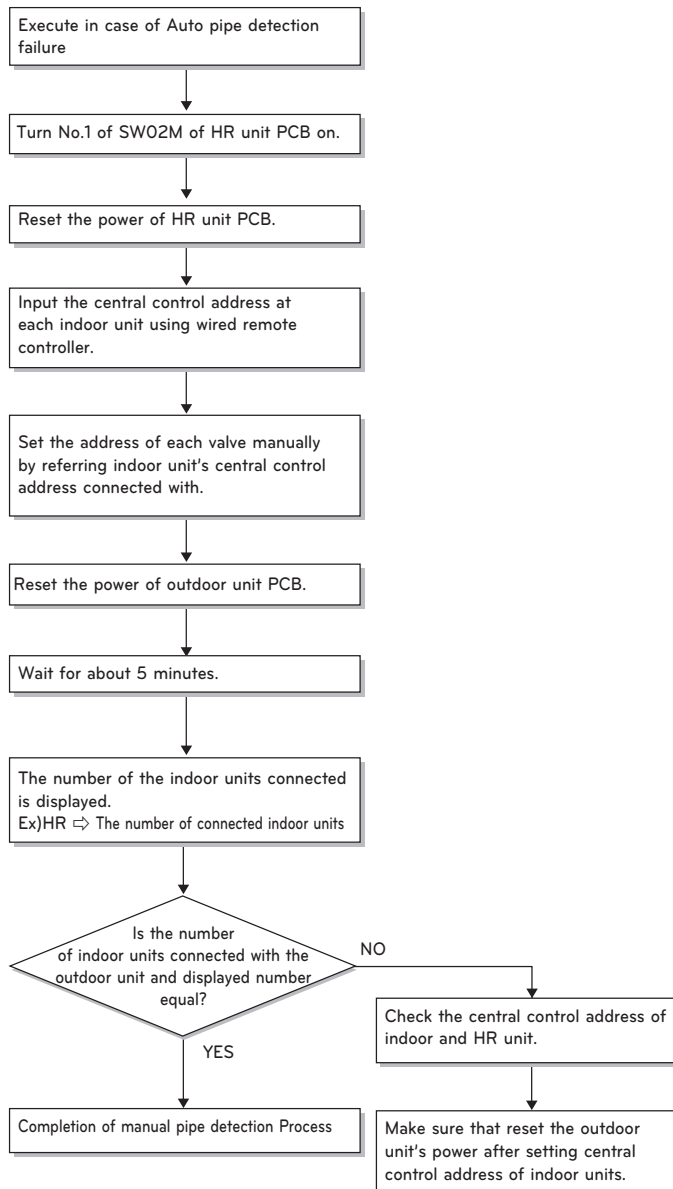 Execute in case of Auto pipe detection
failure
Turn No.1 of SW02M of HR unit PCB on.
Reset the power of HR unit PCB.
Input the central control address at
each indoor unit using wired remote
controller.
Set the address of each valve manually
by referring indoor unit's central control
address connected with.
Reset the power of outdoor unit PCB.
Wait for about 5 minutes.
The number of the indoor units connected
is displayed.
Ex)HR ⇨ The number of connected indoor units
Is the number
of indoor units connected with the
outdoor unit and displayed number
equal?
NO
YES
Check the central control address of
indoor and HR unit.
Completion of manual pipe detection Process
Make sure that reset the outdoor
unit's power after setting central
control address of indoor units.